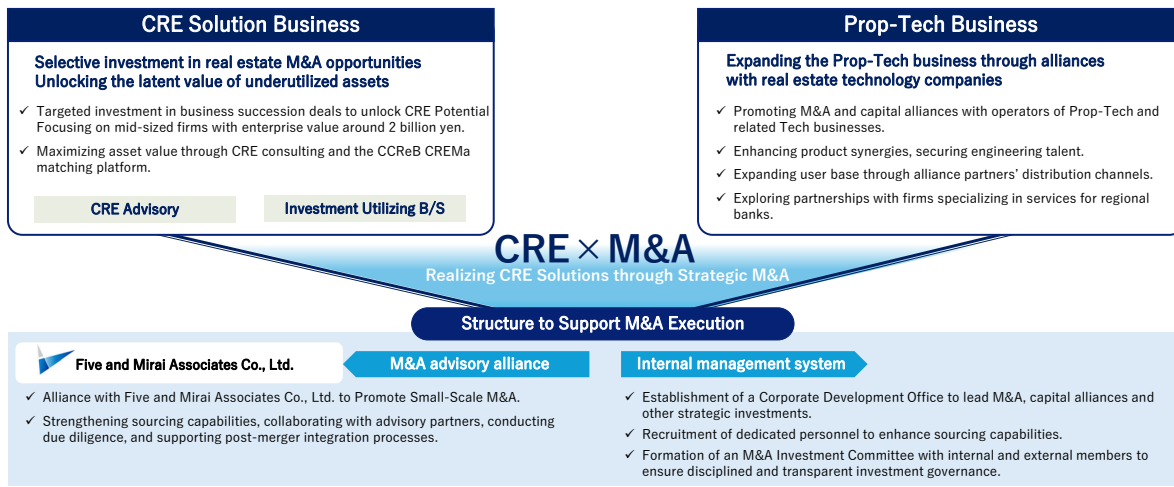 CRE Solution Business
Selective investment in real estate M&A opportunities
Unlocking the latent value of underutilized assets
✓ Targeted investment in business succession deals to unlock CRE Potential
Focusing on mid-sized firms with enterprise value around 2 billion yen.
✓ Maximizing asset value through CRE consulting and the CCReB CREMa
matching platform.
CRE Advisory
Investment Utilizing B/S
Prop-Tech Business
Expanding the Prop-Tech business through alliances
with real estate technology companies
✓ Promoting M&A and capital alliances with operators of Prop-Tech and
related Tech businesses.
✓ Enhancing product synergies, securing engineering talent.
✓ Expanding user base through alliance partners' distribution channels.
✓ Exploring partnerships with firms specializing in services for regional
banks.
CRE×M&A
Realizing CRE Solutions through Strategic M&A
Structure to Support M&A Execution
Five and Mirai Associates Co., Ltd.
M&A advisory alliance
✓ Alliance with Five and Mirai Associates Co., Ltd. to Promote Small-Scale M&A.
✓ Strengthening sourcing capabilities, collaborating with advisory partners, conducting
due diligence, and supporting post-merger integration processes.
Internal management system
✓ Establishment of a Corporate Development Office to lead M&A, capital alliances and
other strategic investments.
✓ Recruitment of dedicated personnel to enhance sourcing capabilities.
✓ Formation of an M&A Investment Committee with internal and external members to
ensure disciplined and transparent investment governance.